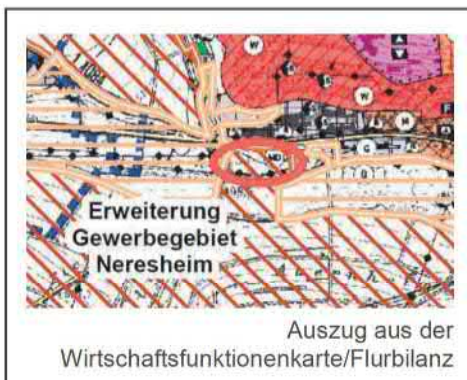 W
W
M
G
Erweiterung
Gewerbegebiet
Neresheim
Auszug aus der
Wirtschaftsfunktionenkarte/Flurbilanz